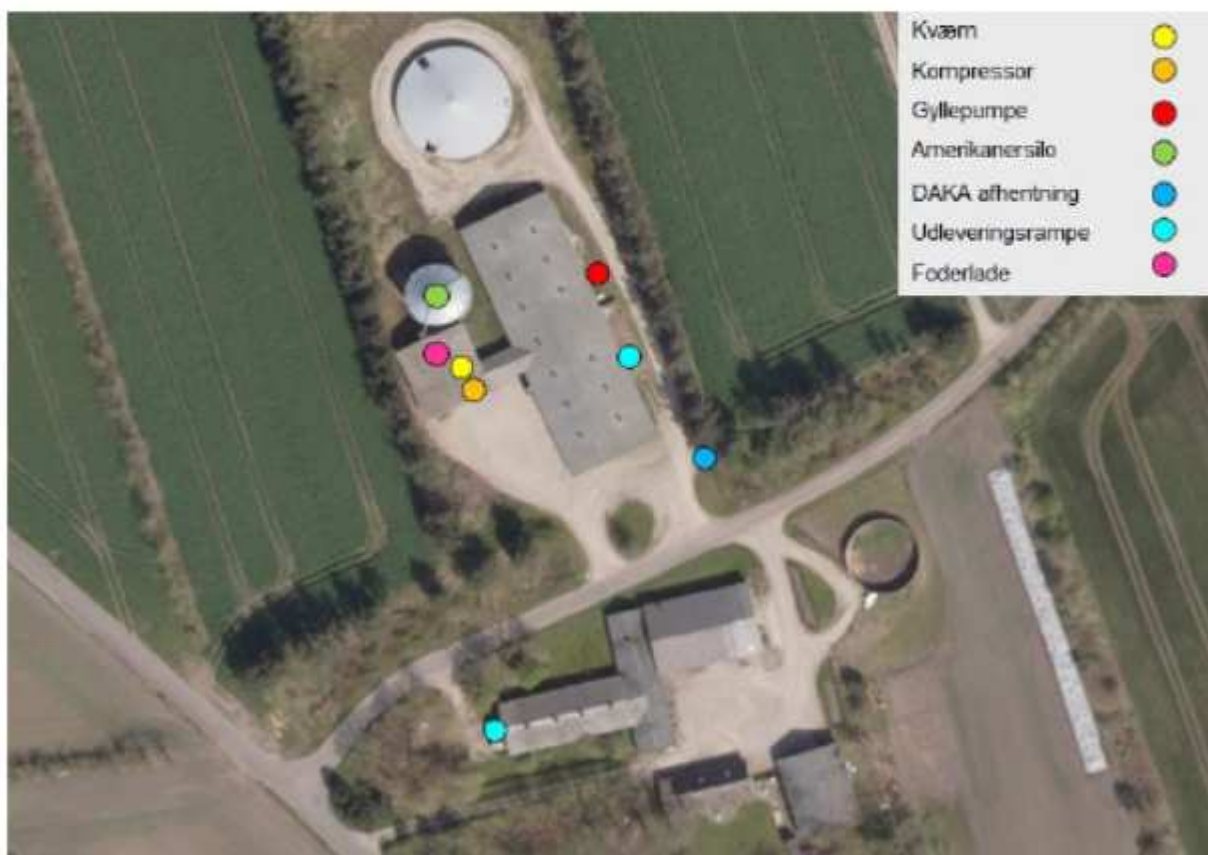 Kværn
Kompressor
Gyllepumpe
Amerikanersilo
DAKA afhentning
Udleveringsrampe
Foderlade